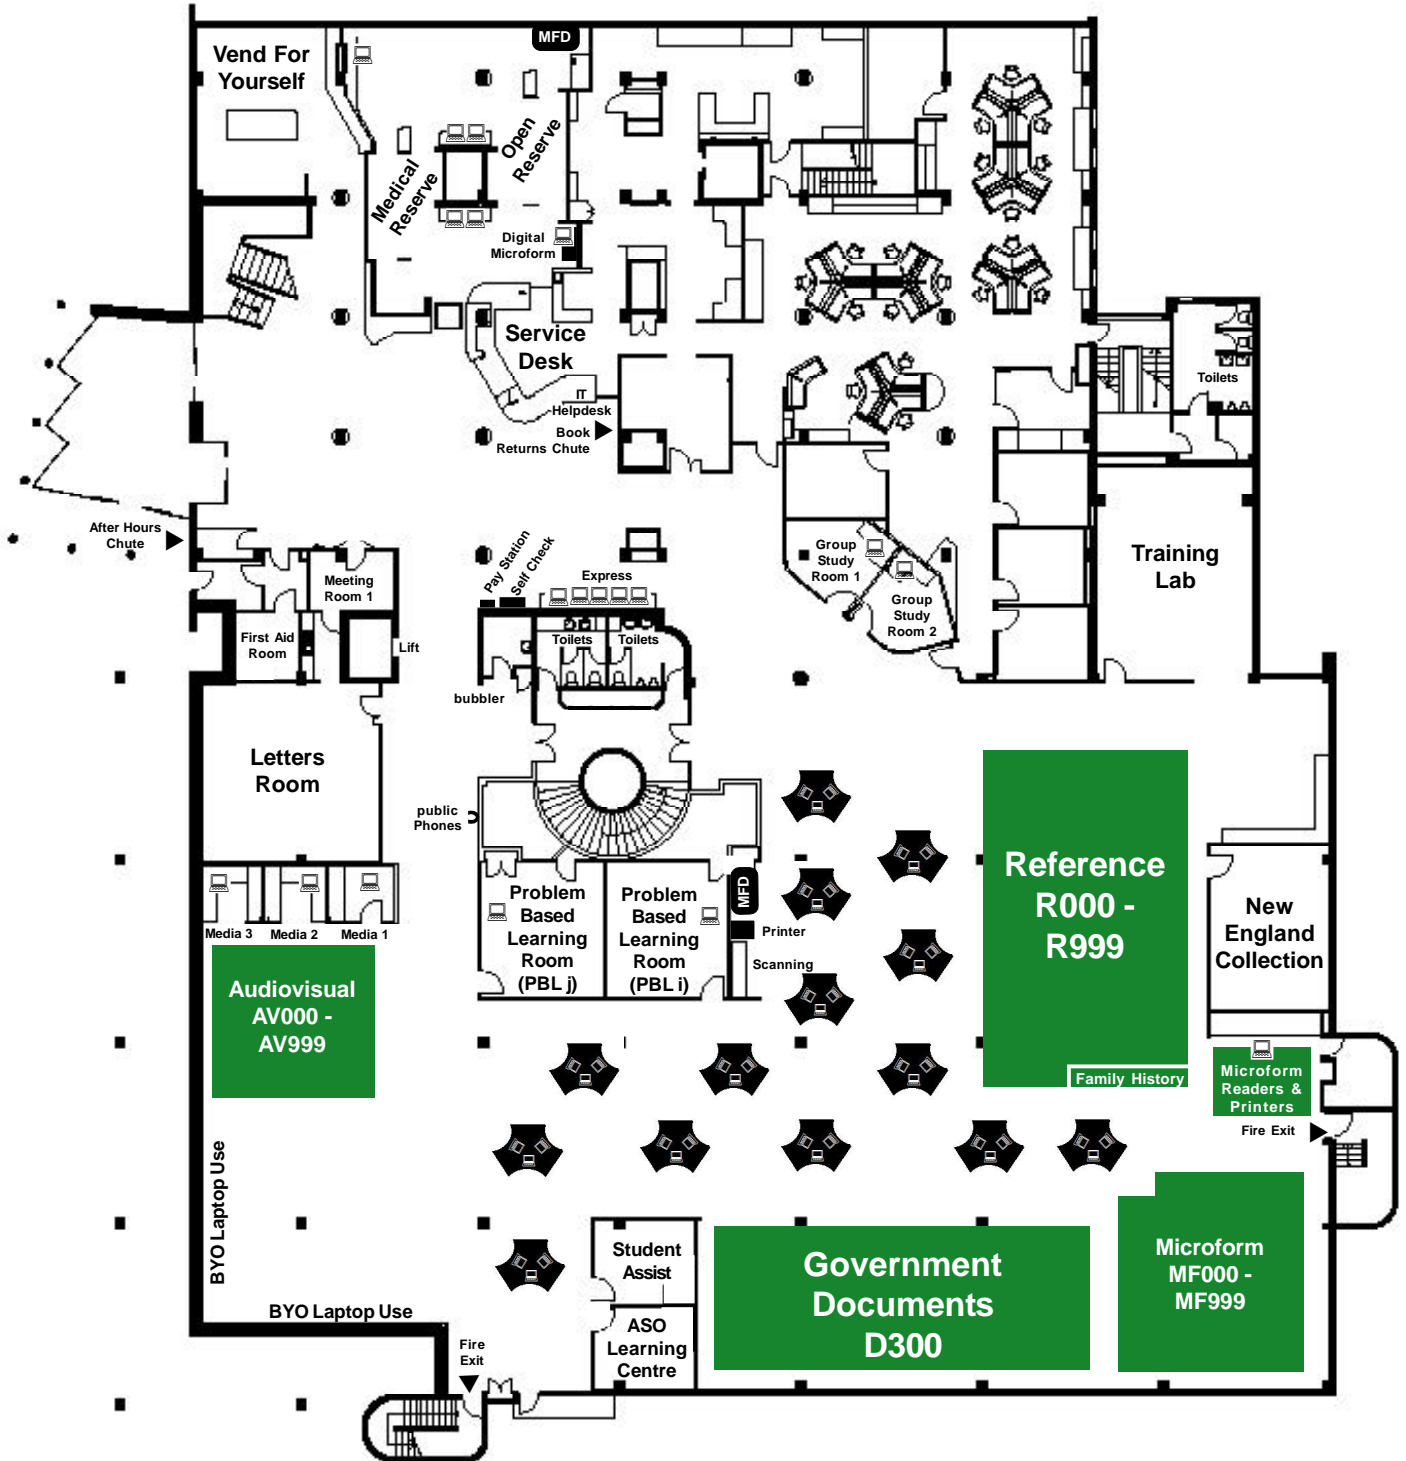 MFD
Vend For
Yourself
Open
Reserve
Medical
Reserve
Digital
Microform
Service
Desk
IT
Helpdesk
Book
Returns Chute
Toilets
After Hours
Chute
Pay Station
Self Check
Express
Meeting
Room 1
Group
Study
Room 1
Group
Study
Room 2
Training
Lab
First Aid
Room
Lift
Toilets
Toilets
bubbler
Letters
Room
public
Phones
Reference
R000 -
R999
Family History
Problem
Based
Learning
Room
(PBL j)
Problem
Based
Learning
Room
(PBL i)
MFD
Printer
Scanning
New
England
Collection
Media 3
Media 2
Media 1
Audiovisual
AV000 -
AV999
Microform
Readers &
Printers
Fire Exit
BYO Laptop Use
BYO Laptop Use
Student
Assist
ASO
Learning
Centre
Government
Documents
D300
Microform
MF000 -
MF999
Fire
Exit